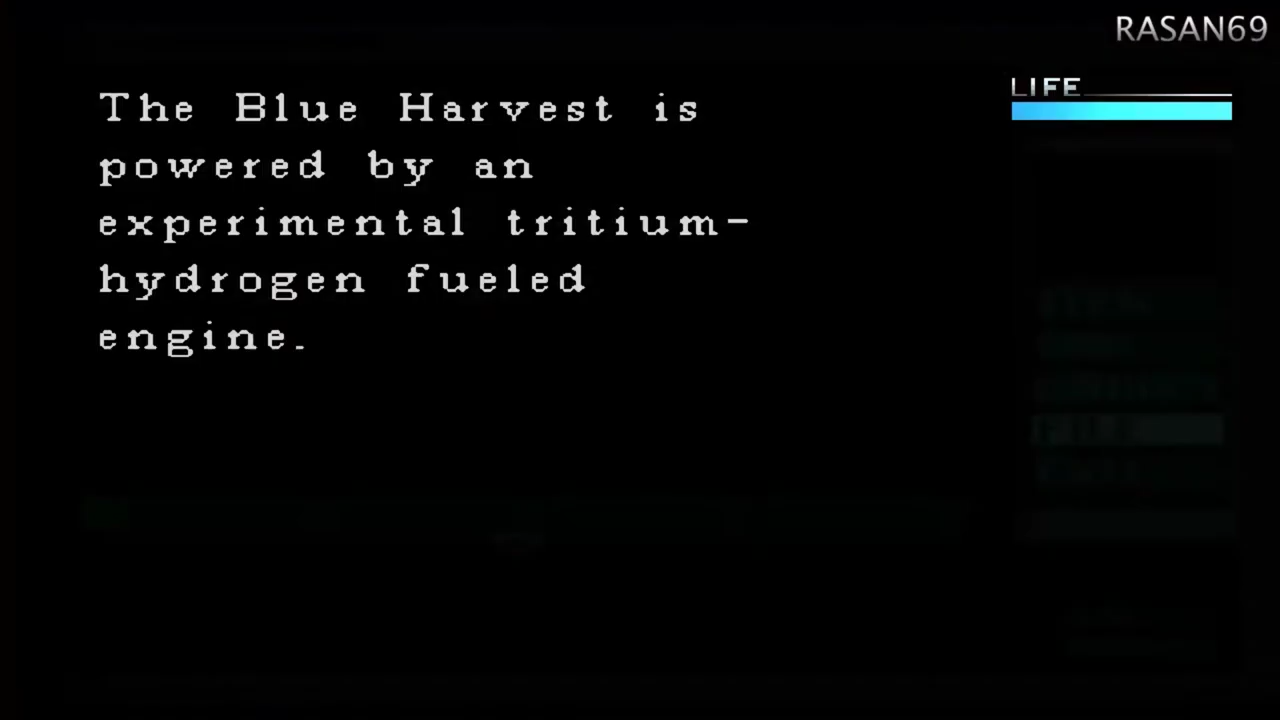 RASAN69
The Blue Harvest is
LIFE
powered by an
experimental tritium-
hydrogen fueled
engine.